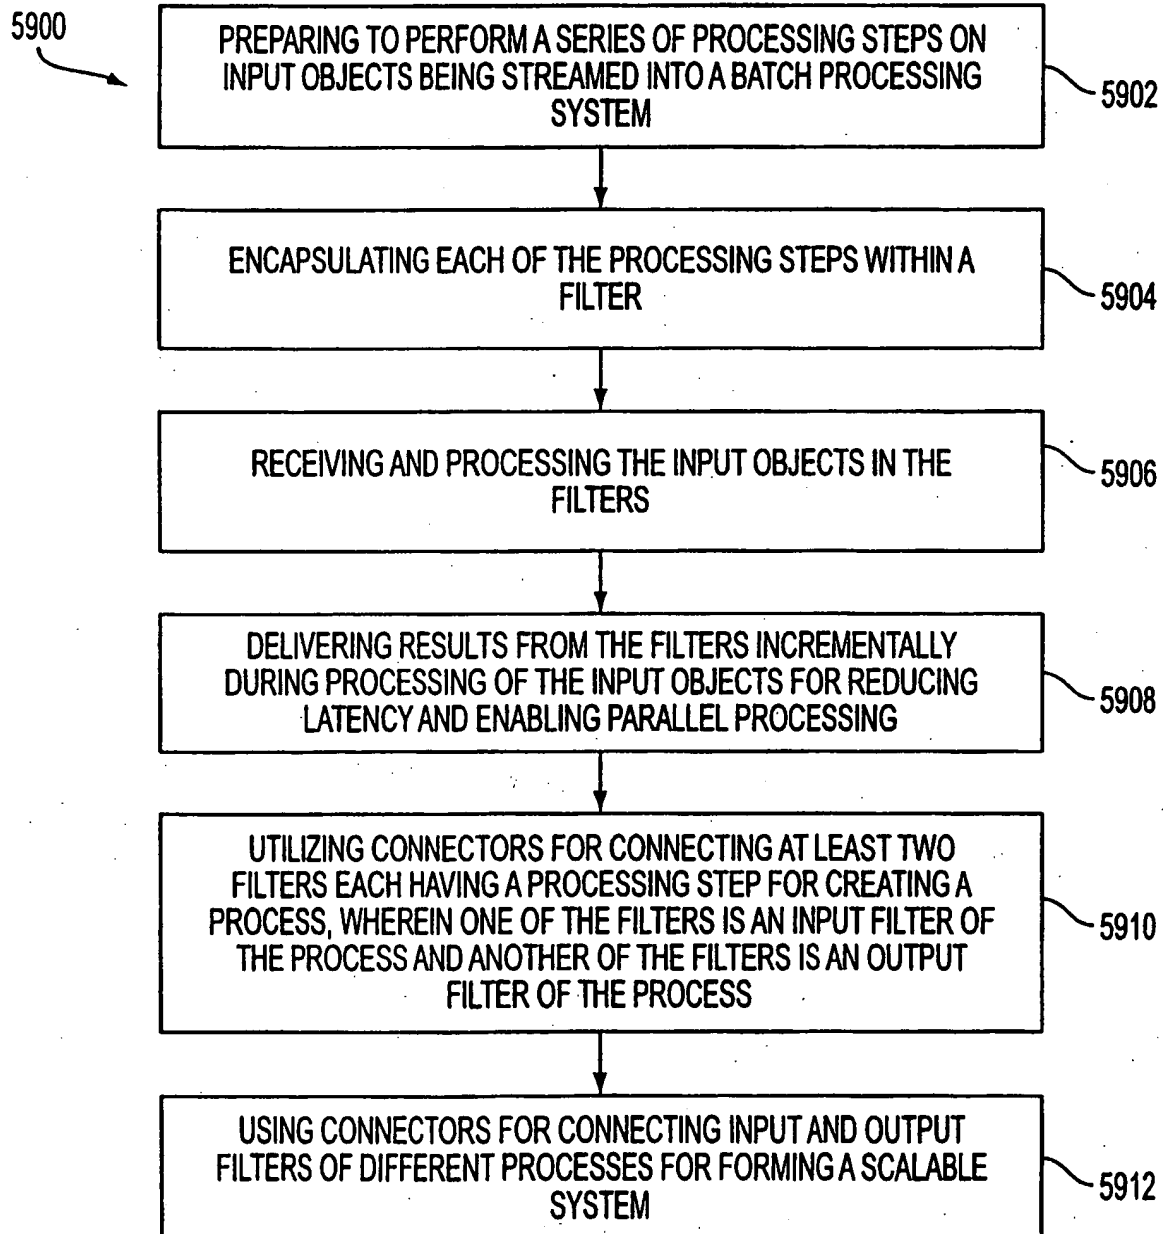 5900
PREPARING TO PERFORM A SERIES OF PROCESSING STEPS ON
INPUT OBJECTS BEING STREAMED INTO A BATCH PROCESSING
SYSTEM
5902
ENCAPSULATING EACH OF THE PROCESSING STEPS WITHIN A
FILTER
5904
RECEIVING AND PROCESSING THE INPUT OBJECTS IN THE
FILTERS
5906
DELIVERING RESULTS FROM THE FILTERS INCREMENTALLY
DURING PROCESSING OF THE INPUT OBJECTS FOR REDUCING
LATENCY AND ENABLING PARALLEL PROCESSING
5908
UTILIZING CONNECTORS FOR CONNECTING AT LEAST TWO
FILTERS EACH HAVING A PROCESSING STEP FOR CREATING A
PROCESS, WHEREIN ONE OF THE FILTERS IS AN INPUT FILTER OF
THE PROCESS AND ANOTHER OF THE FILTERS IS AN OUTPUT
FILTER OF THE PROCESS
5910
USING CONNECTORS FOR CONNECTING INPUT AND OUTPUT
FILTERS OF DIFFERENT PROCESSES FOR FORMING A SCALABLE
SYSTEM
5912